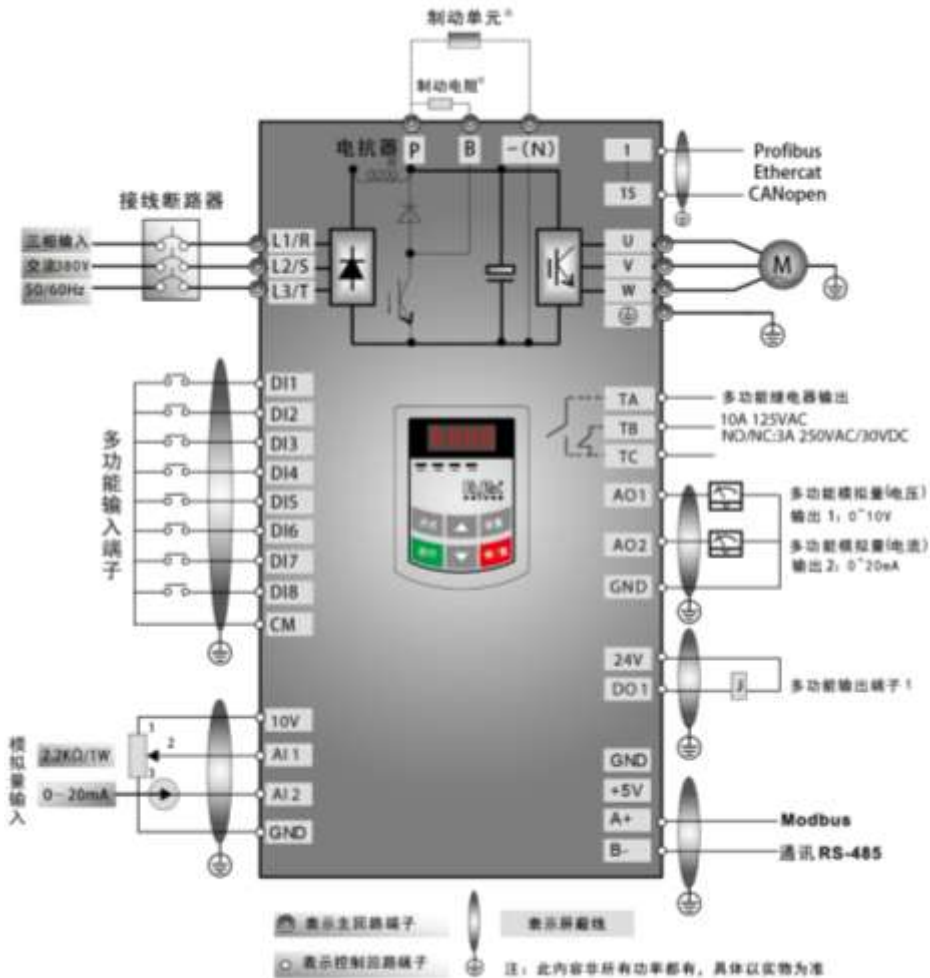 制动单元
制动电阻
电抗器
P
B
-(N)
接线断路器
三相输入
交流380V
50/60Hz
L1/R
L2/S
L3/T
1
15
Profibus
Ethercat
CANopen
U
V
W
M
多功能输入端子
DI1
DI2
DI3
DI4
DI5
DI6
DI7
DI8
CM
TA
TB
TC
多功能继电器输出
10A 125VAC
NO/NC:3A 250VAC/30VDC
AO1
AO2
GND
多功能模拟量(电压)
输出 1: 0~10V
多功能模拟量(电流)
输出 2: 0~20mA
24V
DO1
多功能输出端子 1
模拟量输入
2.2KΩ/1W
0~20mA
1
2
3
10V
AI1
AI2
GND
GND
+5V
A+
B-
Modbus
通讯 RS-485
表示主回路端子
表示屏蔽线
表示控制回路端子
注: 此内容非所有功率都有, 具体以实物为准